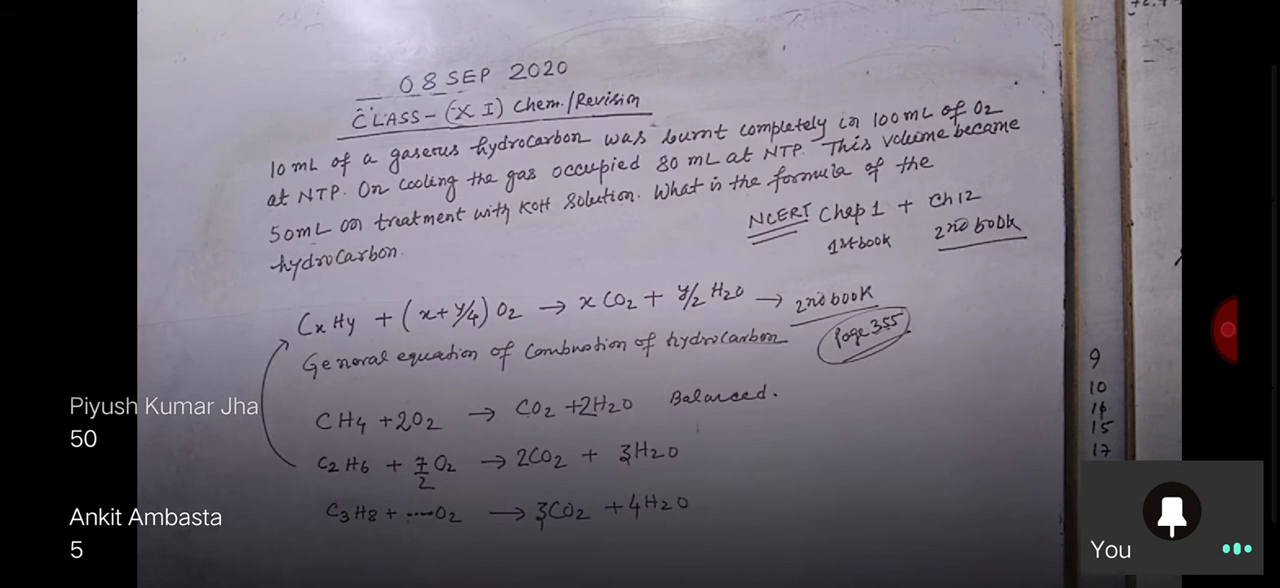 08 SEP 2020
CLASS-(XI) Chem./Revision
10 mL of a gaseous hydrocarbon was burnt completely in 100 mL of O2
at NTP. On cooling the gas occupied 80 mL at NTP. This volume became
50mL on treatment with KOH Solution. What is the formula of the
hydrocarbon.
NCERT Chap 1 + Ch 12
1st book 2nd book
CxHy + (x+y/4) O2 → x CO2 + y/2 H2O → 2nd book
Page 355
General equation of Combustion of hydrocarbon
CH4 + 2O2 → CO2 + 2H2O Balanced.
C2H6 + 7/2 O2 → 2CO2 + 3H2O
C3H8 + ....O2 → 3CO2 + 4H2O
Piyush Kumar Jha
50
Ankit Ambasta
5
9
10
15
17
You